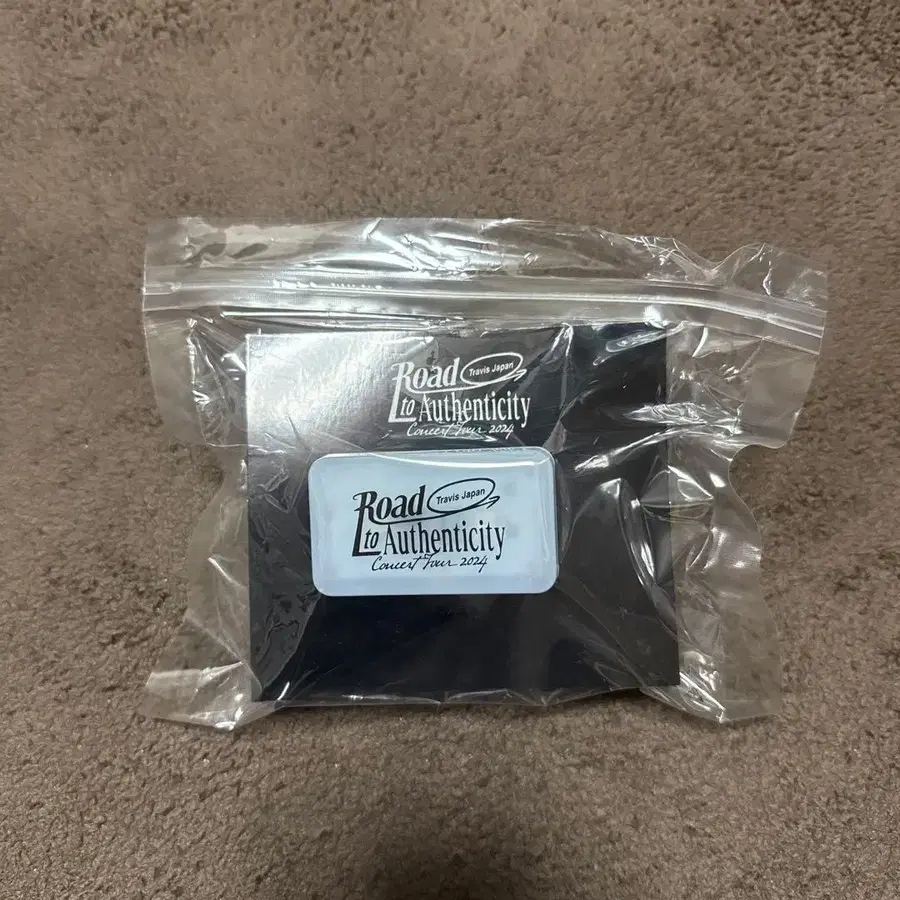 Road Travis Japan
to Authenticity
Concert Tour 2024
Road Travis Japan
to Authenticity
Concert Tour 2024